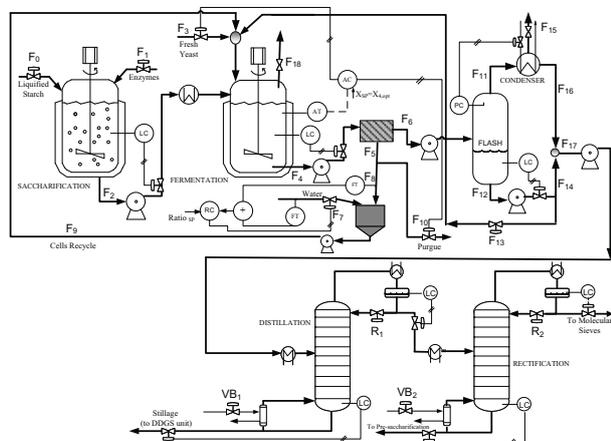 F0
Liquified
Starch
F1
Enzymes
F3
Fresh
Yeast
F18
AC
XSP=X4,opt
AT
LC
LC
SACCHARIFICATION
F2
FERMENTATION
F4
F5
F6
F8
FT
Water
Ratio SP
RC
+
FT
F7
F9
Cells Recycle
F10
Purgue
F11
PC
FLASH
LC
F12
F13
F14
F15
CONDENSER
F16
F17
DISTILLATION
LC
R1
LC
R2
To Molecular
Sieves
RECTIFICATION
VB1
LC
Stillage
(to DDGS unit)
VB2
LC
To Pre-saccharification